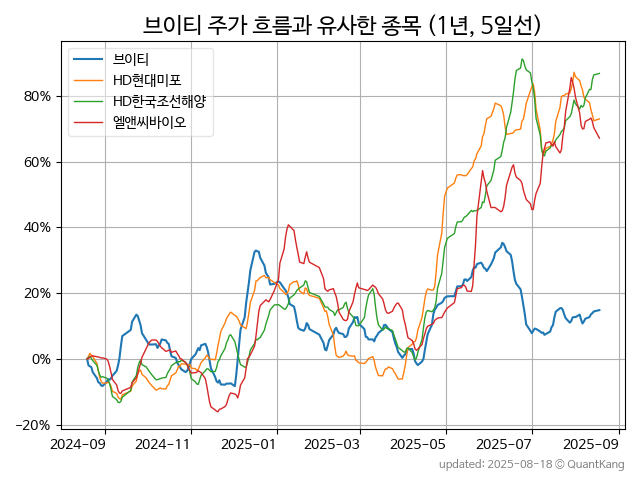 브이티 주가 흐름과 유사한 종목 (1년, 5일선)
브이티
HD현대미포
HD한국조선해양
엘앤씨바이오
80%
60%
40%
20%
0%
−20%
2024-09 2024-11 2025-01 2025-03 2025-05 2025-07 2025-09
updated: 2025-08-18 © QuantKang